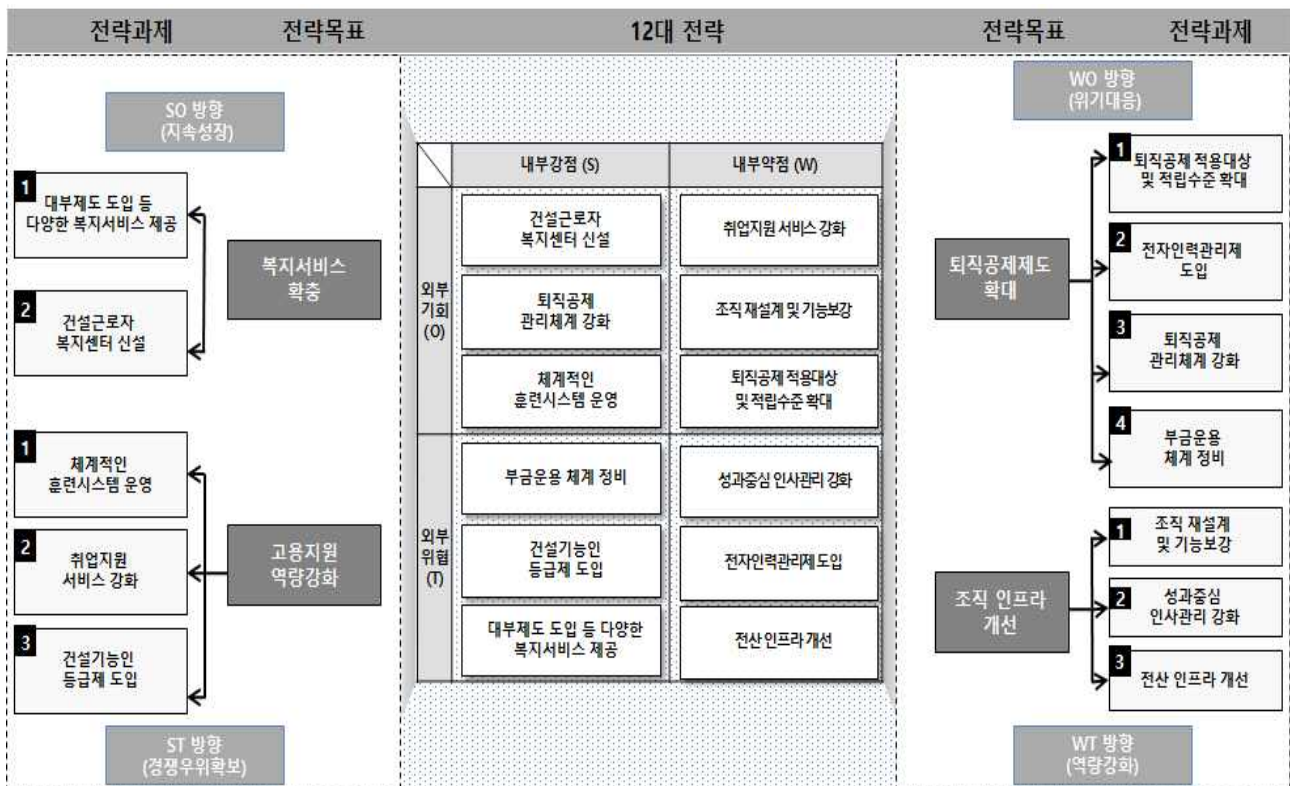 전략과제 전략목표 12대 전략 전략목표 전략과제
SO 방향
(지속성장)
1
대부제도 도입 등
다양한 복지서비스 제공
2
건설근로자
복지센터 신설
복지서비스
확충
1
체계적인
훈련시스템 운영
2
취업지원
서비스 강화
3
건설기능인
등급제 도입
고용지원
역량강화
ST 방향
(경쟁우위확보)
내부강점 (S) 내부약점 (W)
외부
기회
(O)
건설근로자
복지센터 신설
취업지원 서비스 강화
퇴직공제
관리체계 강화
조직 재설계 및 기능보강
체계적인
훈련시스템 운영
퇴직공제 적용대상
및 적립수준 확대
외부
위협
(T)
부금운용 체계 정비
성과중심 인사관리 강화
건설기능인
등급제 도입
전자인력관리제 도입
대부제도 도입 등 다양한
복지서비스 제공
전산 인프라 개선
WO 방향
(위기대응)
퇴직공제제도
확대
1
퇴직공제 적용대상
및 적립수준 확대
2
전자인력관리제
도입
3
퇴직공제
관리체계 강화
4
부금운용
체계 정비
조직 인프라
개선
1
조직 재설계
및 기능보강
2
성과중심
인사관리 강화
3
전산 인프라 개선
WT 방향
(역량강화)